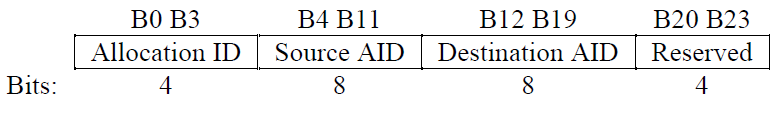 B0 B3 B4 B11 B12 B19 B20 B23
Allocation ID Source AID Destination AID Reserved
Bits: 4 8 8 4